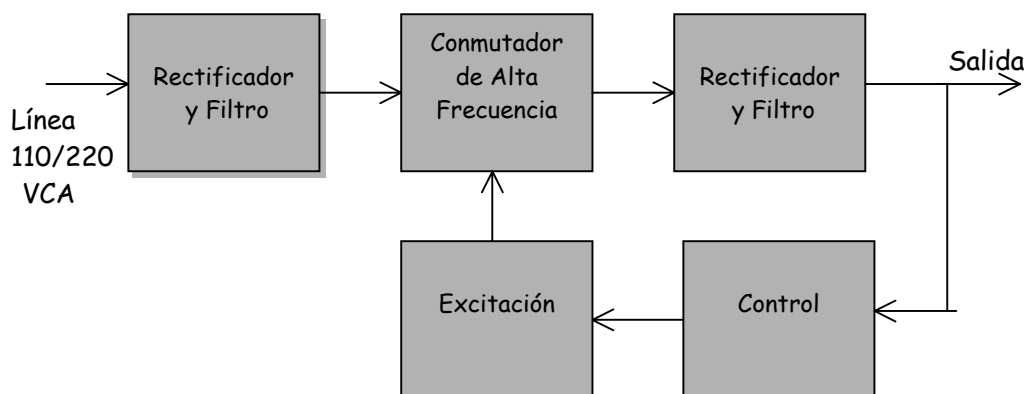 Línea
110/220
VCA
Rectificador
y Filtro
Conmutador
de Alta
Frecuencia
Rectificador
y Filtro
Salida
Excitación
Control